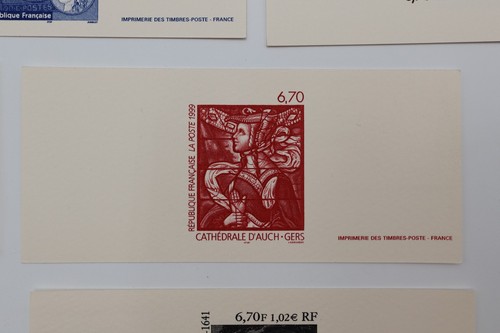 blique Française
IMPRIMERIE DES TIMBRES-POSTE - FRANCE
6,70
RÉPUBLIQUE FRANÇAISE LA POSTE 1999
CATHÉDRALE D'AUCH - GERS
IMPRIMERIE DES TIMBRES-POSTE - FRANCE
-1641
6,70F 1,02€ RF